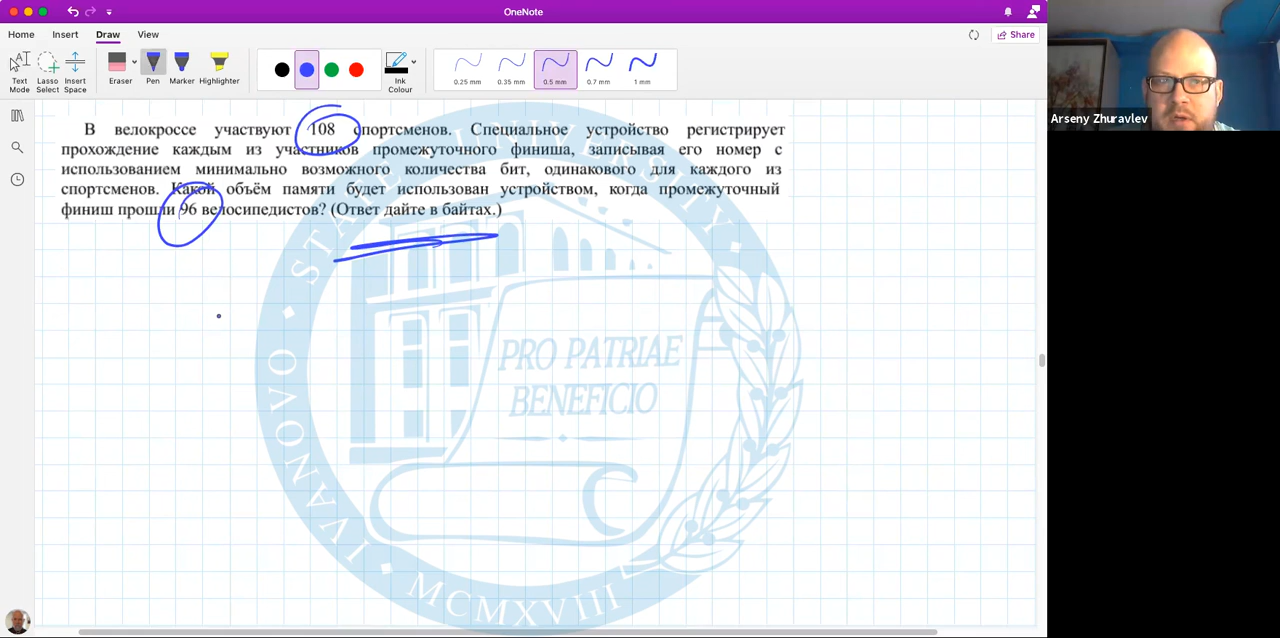 OneNote
Home Insert Draw View
Share
Text Mode
Lasso Select
Insert Space
Eraser
Pen
Marker
Highlighter
Ink Colour
0.25 mm
0.35 mm
0.5 mm
0.7 mm
1 mm
Arseny Zhuravlev
В велокроссе участвуют 108 спортсменов. Специальное устройство регистрирует
прохождение каждым из участников промежуточного финиша, записывая его номер с
использованием минимально возможного количества бит, одинакового для каждого из
спортсменов. Какой объём памяти будет использован устройством, когда промежуточный
финиш прошли 96 велосипедистов? (Ответ дайте в байтах.)
IVANOVO STATE UNIVERSITY
PRO PATRIAE
BENEFICIO
MCMXVIII